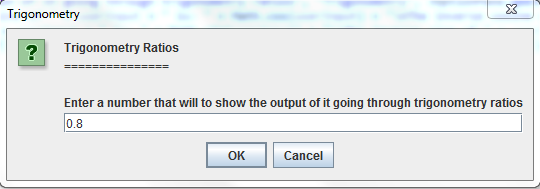 Trigonometry
Trigonometry Ratios
===============
Enter a number that will to show the output of it going through trigonometry ratios
0.8
OK
Cancel